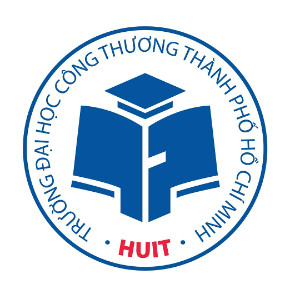 TRƯỜNG ĐẠI HỌC CÔNG THƯƠNG THÀNH PHỐ HỒ CHÍ MINH
HUIT